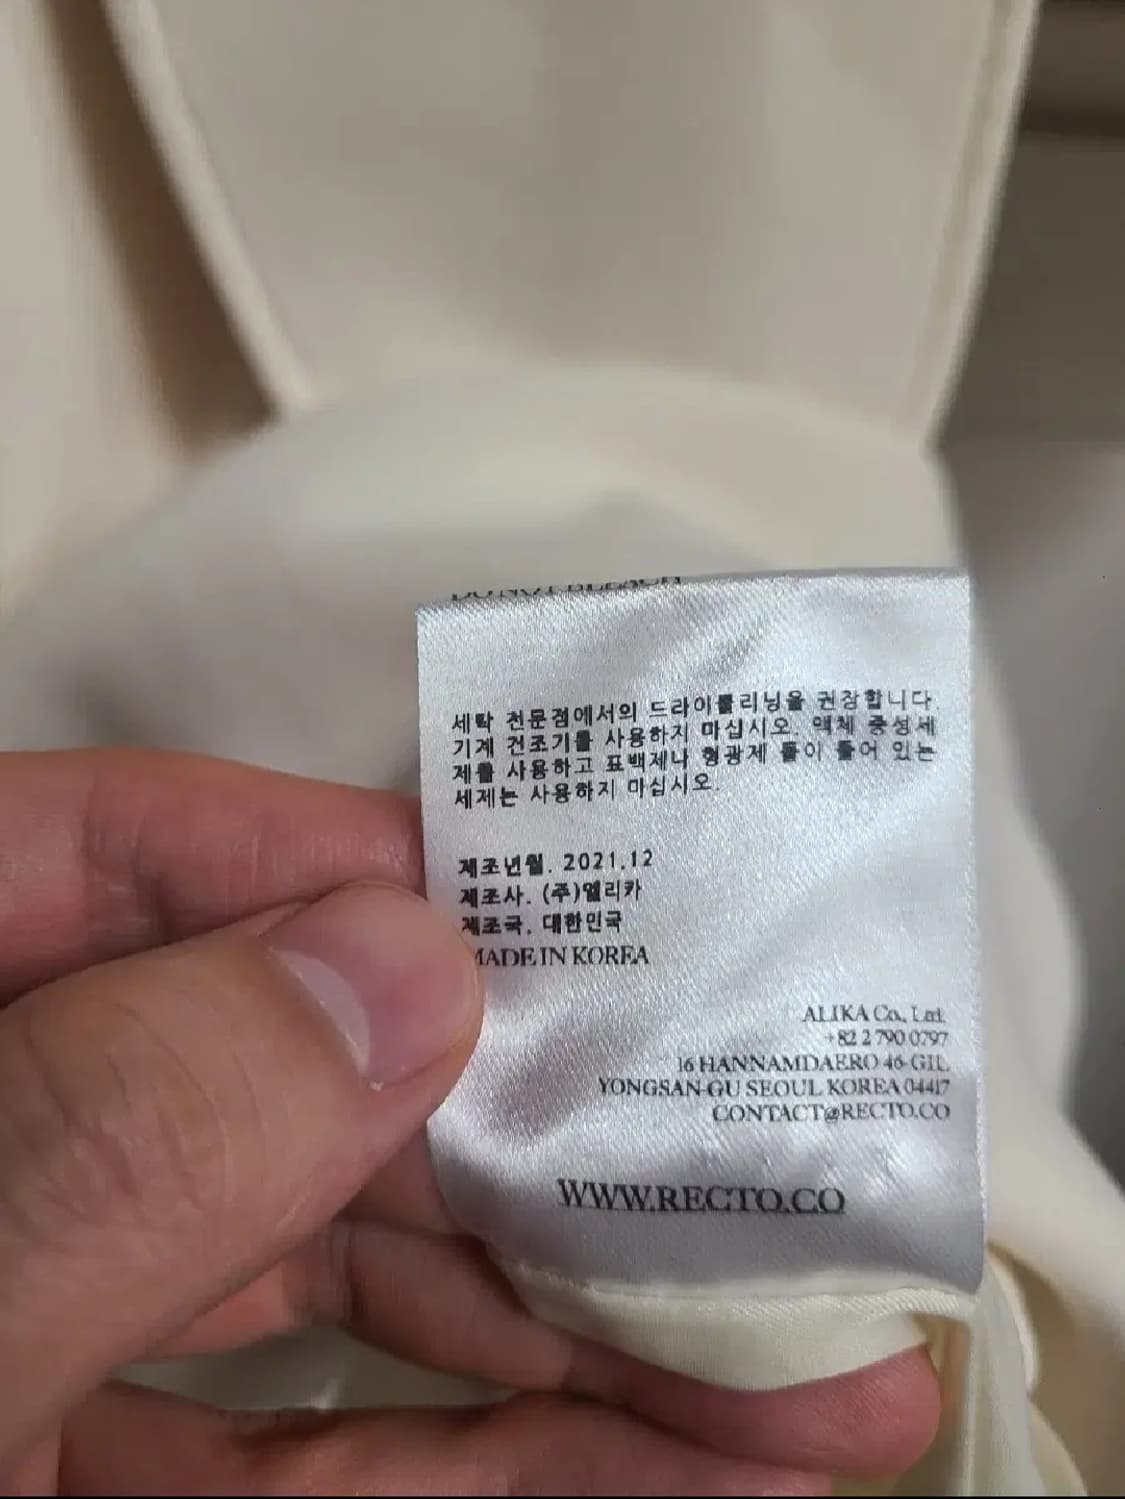 DO NOT BLEACH
세탁 전문점에서의 드라이클리닝을 권장합니다.
기계 건조기를 사용하지 마십시오. 액체 중성세
제를 사용하고 표백제나 형광제 등이 들어 있는
세제는 사용하지 마십시오.
제조년월. 2021.12
제조사. (주)엘리카
제조국. 대한민국
MADE IN KOREA
ALIKA Co., Ltd.
+82 2 790 0797
16 HANNAMDAERO 46-GIL
YONGSAN-GU SEOUL KOREA 04417
CONTACT@RECTO.CO
WWW.RECTO.CO